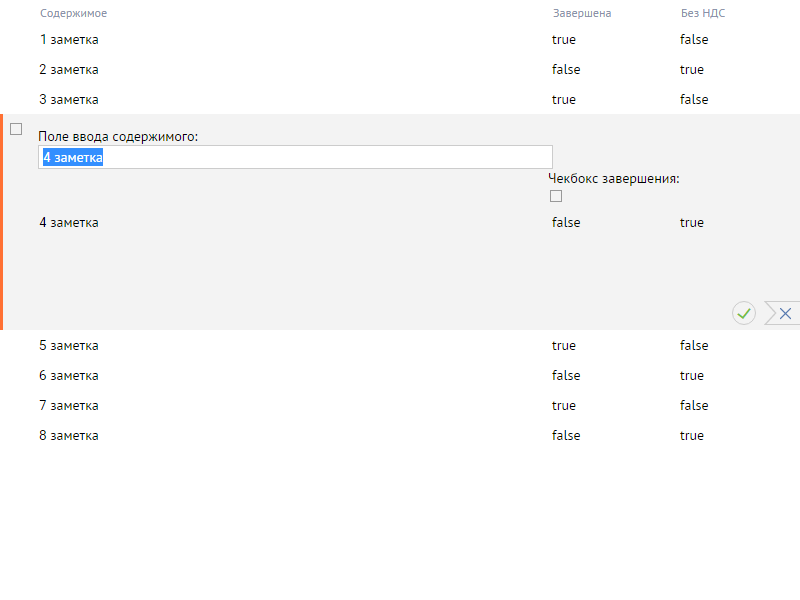 Содержимое Завершена Без НДС
1 заметка true false
2 заметка false true
3 заметка true false
Поле ввода содержимого:
4 заметка
Чекбокс завершения:
4 заметка false true
5 заметка true false
6 заметка false true
7 заметка true false
8 заметка false true